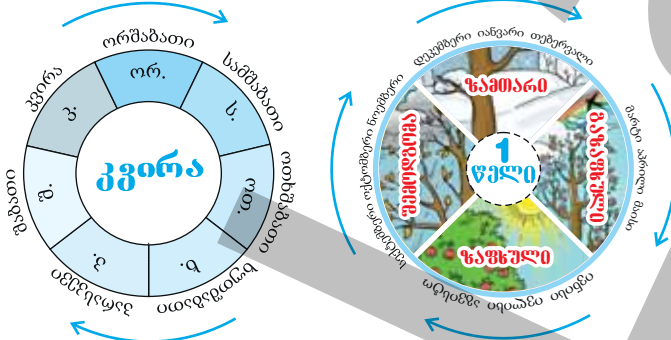 ორშაბათი
სამშაბათი
ოთხშაბათი
ხუთშაბათი
პარასკევი
შაბათი
კვირა
ორ.
ს.
ოთ.
ხ.
პ.
შ.
კ.
კვირა
დეკემბერი იანვარი თებერვალი
მარტი აპრილი მაისი
ივნისი ივლისი აგვისტო
სექტემბერი ოქტომბერი ნოემბერი
ზამთარი
გაზაფხული
ზაფხული
შემოდგომა
1
წელი